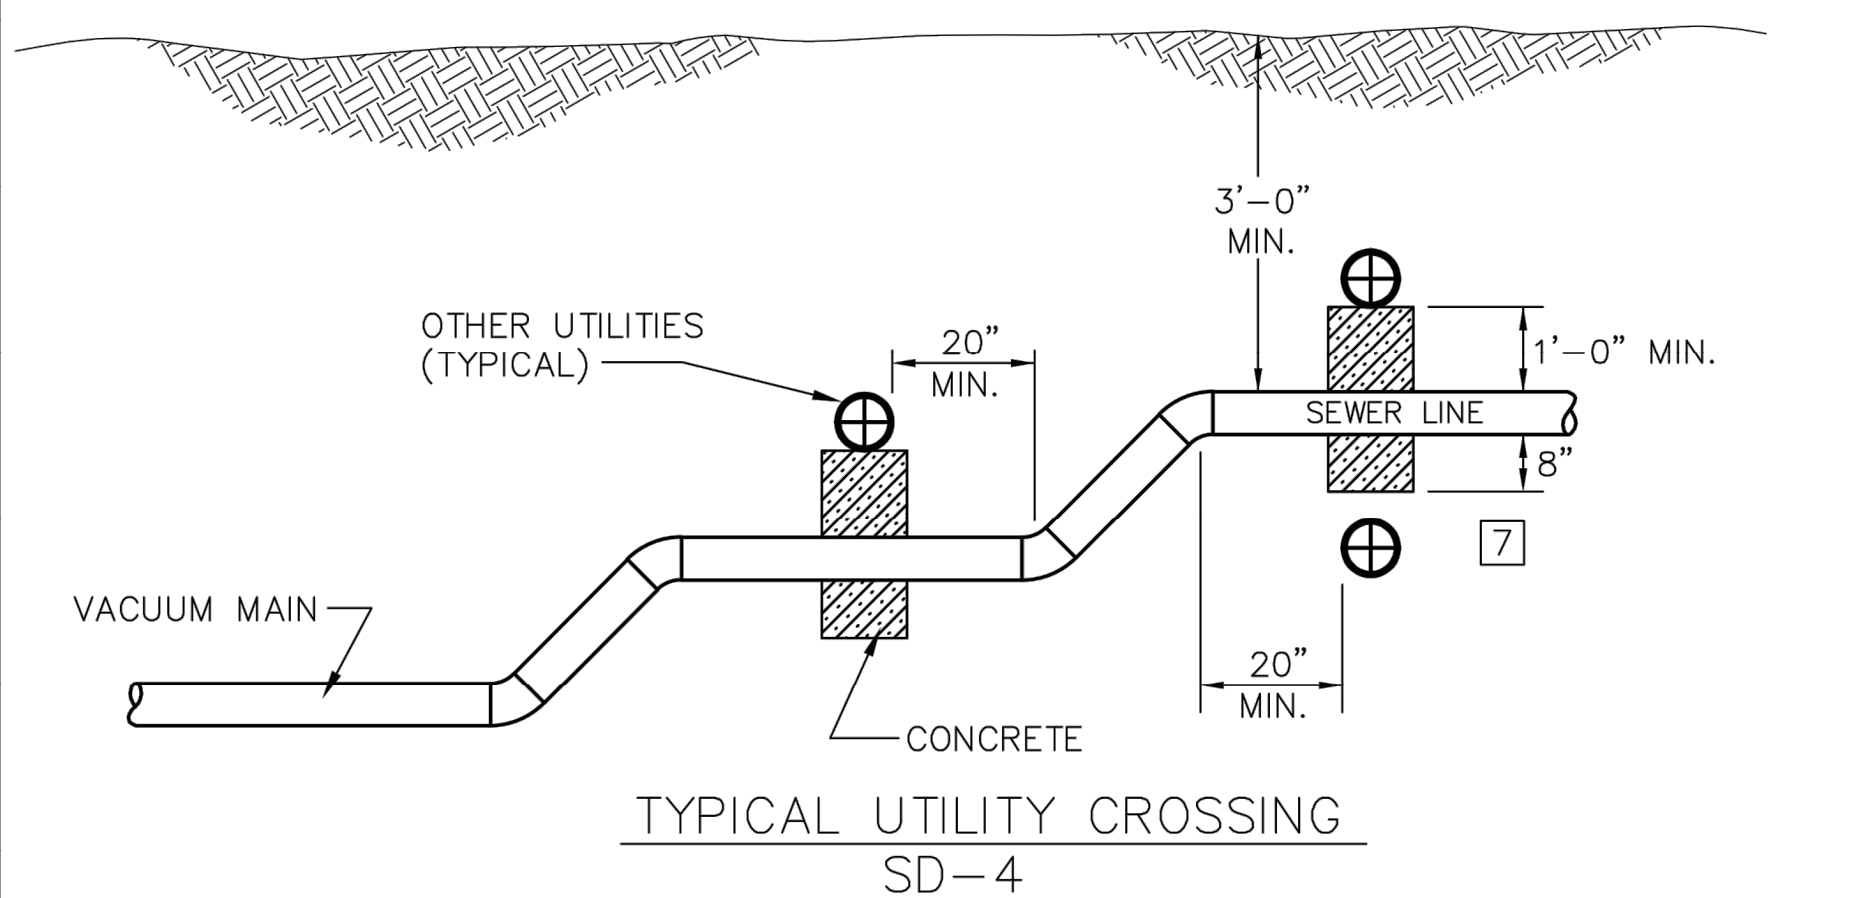 3'-0"
MIN.
OTHER UTILITIES
(TYPICAL)
20"
MIN.
1'-0" MIN.
SEWER LINE
8"
7
VACUUM MAIN
20"
MIN.
CONCRETE
TYPICAL UTILITY CROSSING
SD-4